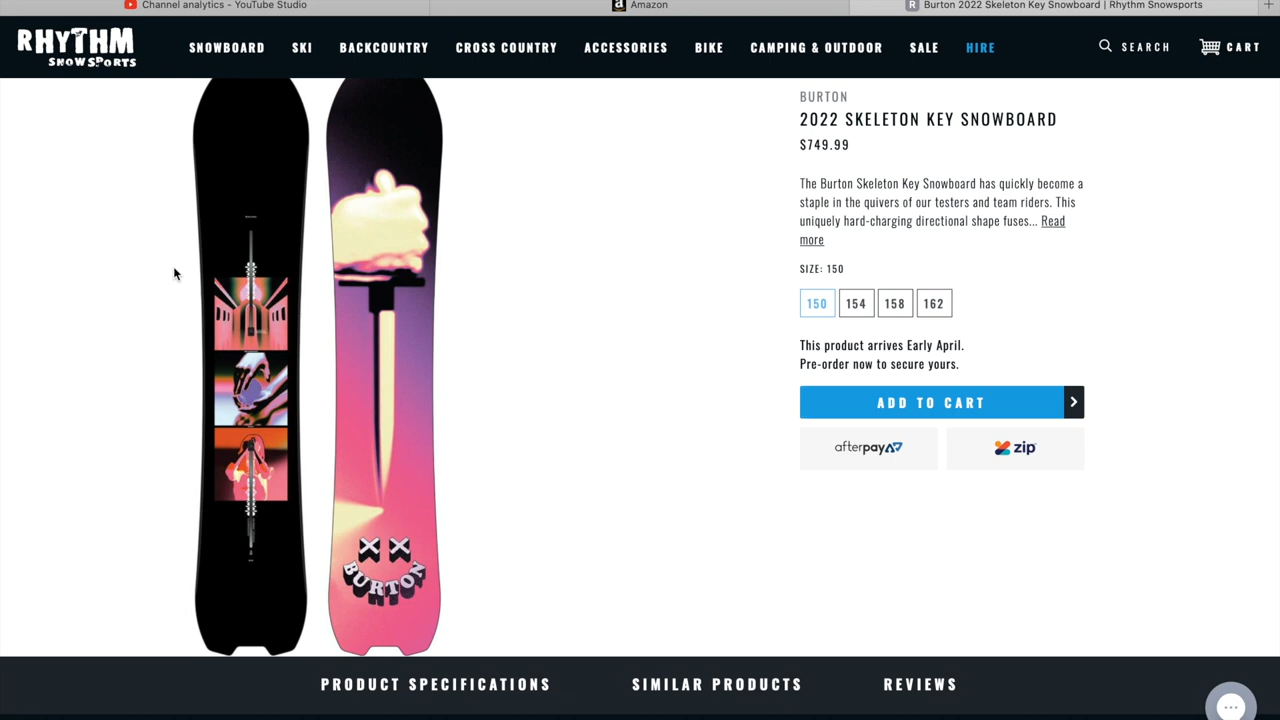 Channel analytics - YouTube Studio
Amazon
Burton 2022 Skeleton Key Snowboard | Rhythm Snowsports
RHYTHM
SNOWSPORTS
SNOWBOARD
SKI
BACKCOUNTRY
CROSS COUNTRY
ACCESSORIES
BIKE
CAMPING & OUTDOOR
SALE
HIRE
SEARCH
CART
BURTON
2022 SKELETON KEY SNOWBOARD
$749.99
The Burton Skeleton Key Snowboard has quickly become a
staple in the quivers of our testers and team riders. This
uniquely hard-charging directional shape fuses... Read
more
SIZE: 150
150
154
158
162
This product arrives Early April.
Pre-order now to secure yours.
ADD TO CART
afterpay
zip
BURTON
PRODUCT SPECIFICATIONS
SIMILAR PRODUCTS
REVIEWS